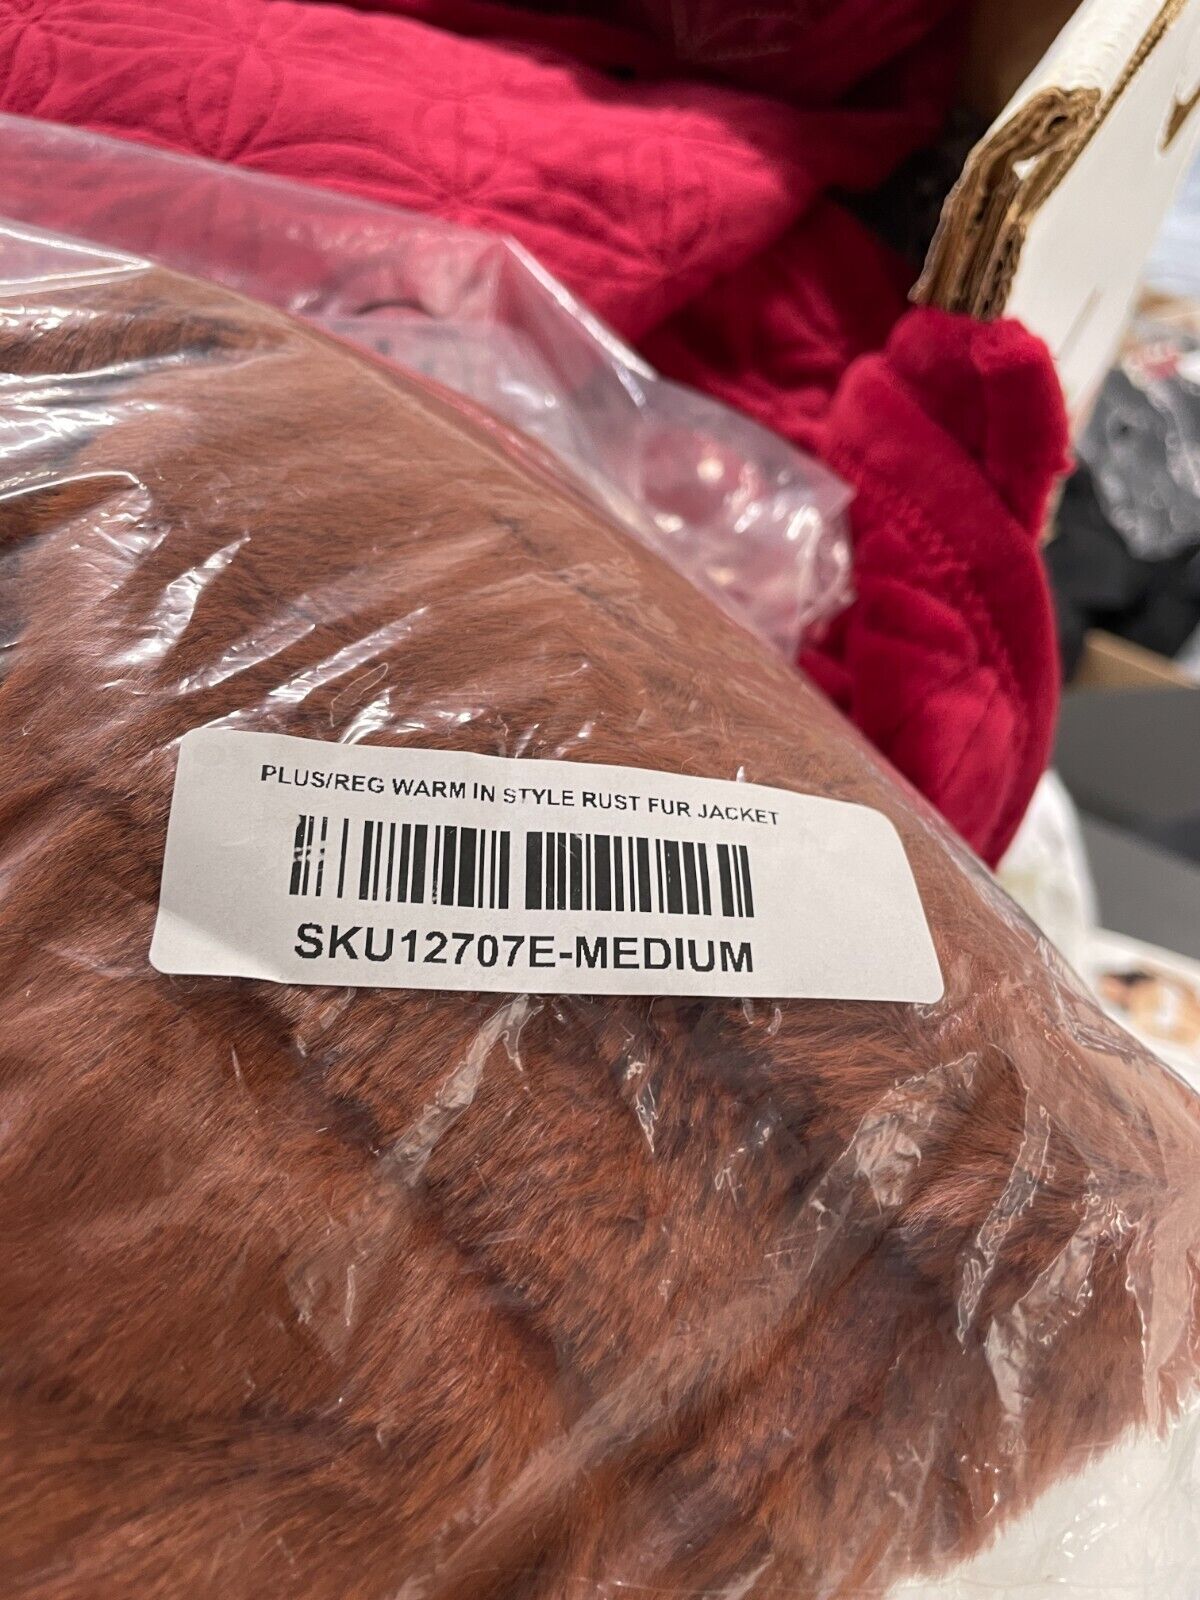 PLUS/REG WARM IN STYLE RUST FUR JACKET
SKU12707E-MEDIUM